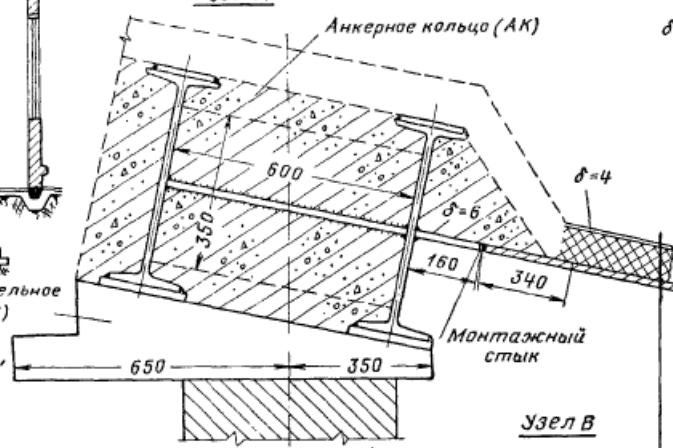 Анкерное кольцо (АК)
δ=4
600
δ=6
350
160
340
ельное
)
Монтажный
стык
650
350
Узел В